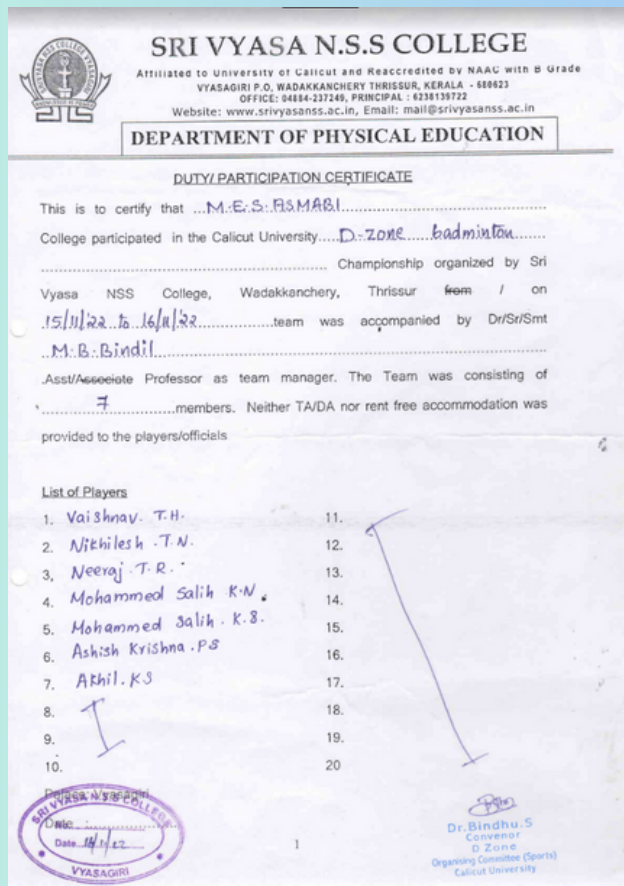 SRI VYASA N.S.S COLLEGE
Affiliated to University of Calicut and Reaccredited by NAAC with B Grade
VYASAGIRI P.O, WADAKKANCHERY THRISSUR, KERALA - 680623
OFFICE: 04884-237249, PRINCIPAL : 6238139722
Website: www.srivyasanss.ac.in, Email: mail@srivyasanss.ac.in
DEPARTMENT OF PHYSICAL EDUCATION
DUTY/ PARTICIPATION CERTIFICATE
This is to certify that M.E.S. ASMABI
College participated in the Calicut University D-zone badminton
Championship organized by Sri
Vyasa NSS College, Wadakkanchery, Thrissur from / on
15/11/22 to 16/11/22 team was accompanied by Dr/Sr/Smt
M.B.Bindil
Asst/Associate Professor as team manager. The Team was consisting of
7 members. Neither TA/DA nor rent free accommodation was
provided to the players/officials
List of Players
1. Vaishnav. T.H.
2. Nikhilesh .T.N.
3, Neeraj .T.R.
4. Mohammed Salih K.N.
5. Mohammed Salih . K.S.
6. Ashish Krishna .PS
7. Akhil . KS
8.
9.
10.
11.
12.
13.
14.
15.
16.
17.
18.
19.
20
Vyasagiri
Date :
SRI VYASA N.S.S COLLEGE
No.
Date
VYASAGIRI
1
Dr.Bindhu.S
Convenor
D Zone
Organising Committee (Sports)
Calicut University